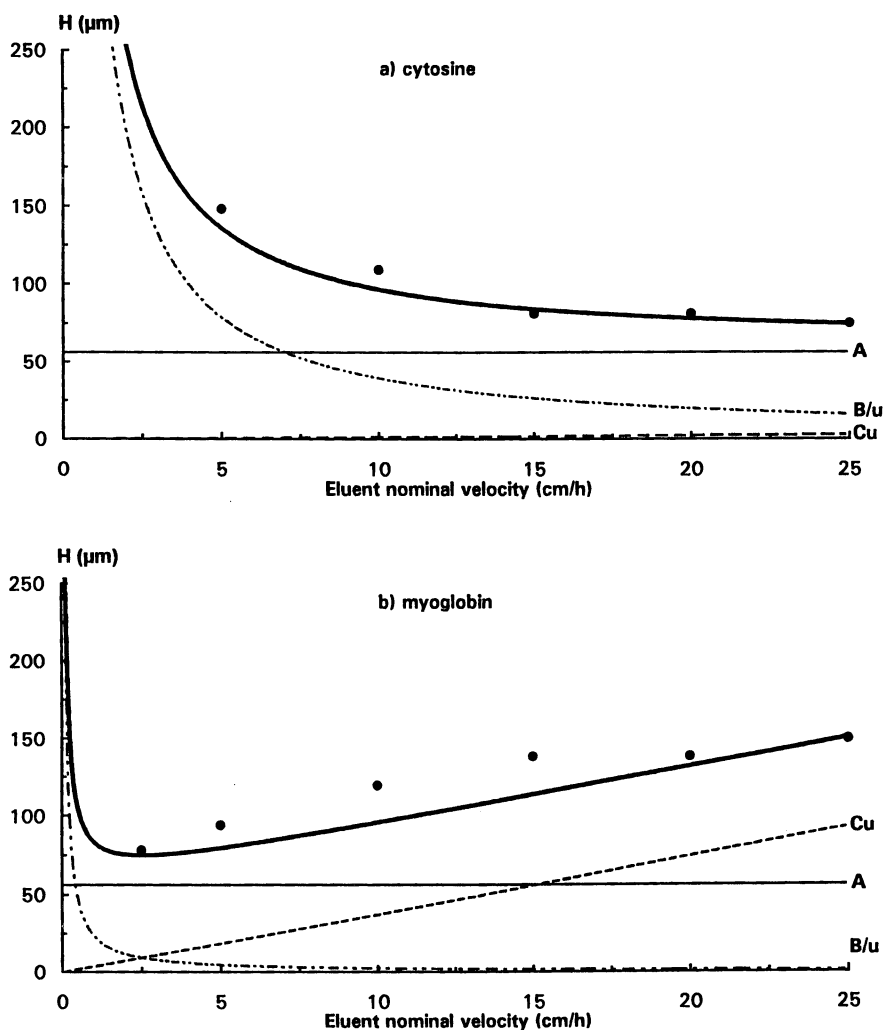 H (µm)
250
a) cytosine
200
150
100
50
A
B/u
Cu
0
0 5 10 15 20 25
Eluent nominal velocity (cm/h)
H (µm)
250
b) myoglobin
200
150
100
Cu
50
A
B/u
0
0 5 10 15 20 25
Eluent nominal velocity (cm/h)